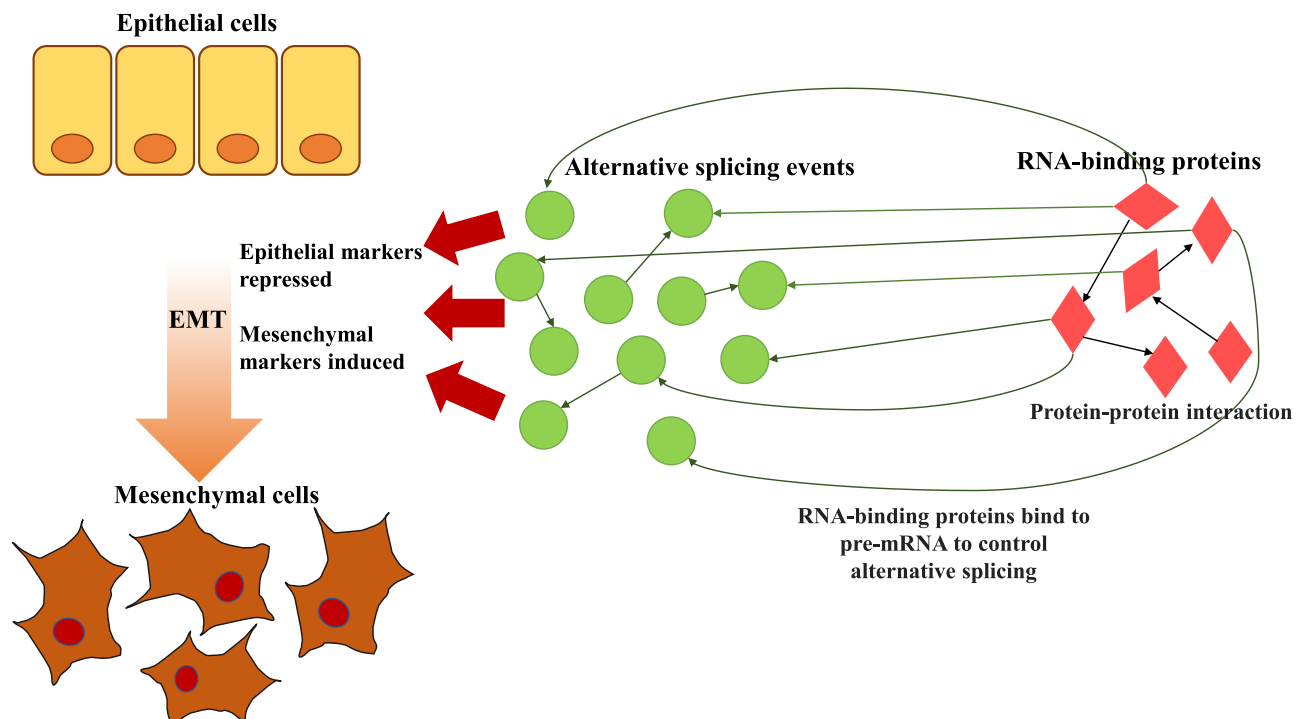 Epithelial cells
Alternative splicing events
RNA-binding proteins
Epithelial markers
repressed
EMT
Mesenchymal
markers induced
Protein-protein interaction
Mesenchymal cells
RNA-binding proteins bind to
pre-mRNA to control
alternative splicing